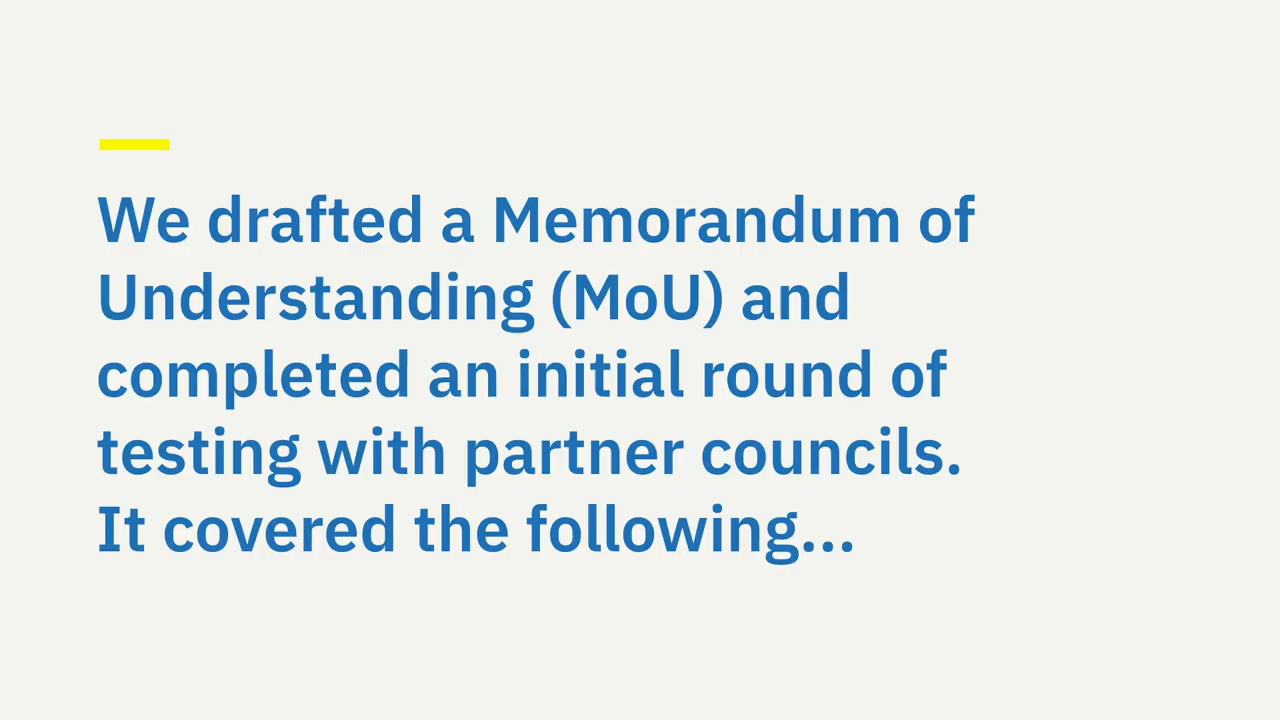 We drafted a Memorandum of
Understanding (MoU) and
completed an initial round of
testing with partner councils.
It covered the following...